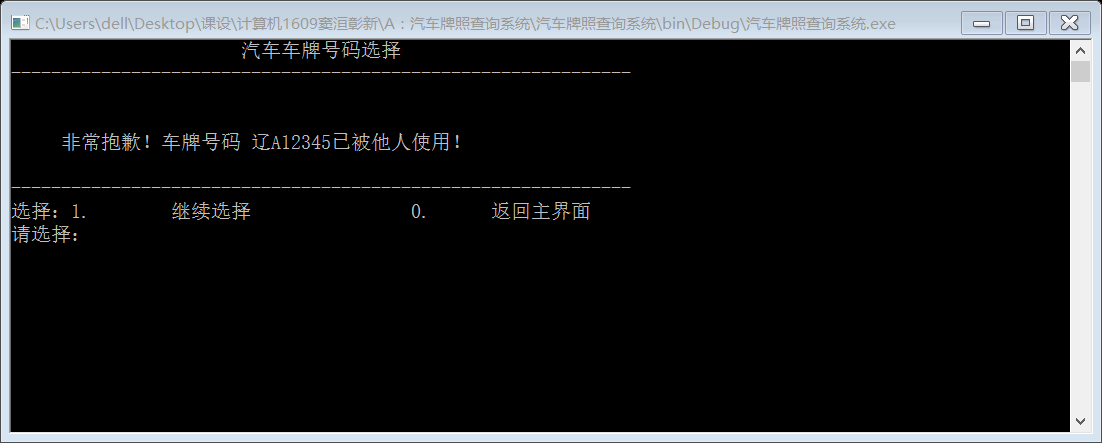 C:\Users\dell\Desktop\课设\计算机1609窦洹彰新\A：汽车牌照查询系统\汽车牌照查询系统\bin\Debug\汽车牌照查询系统.exe
汽车车牌号码选择
--------------------------------------------------------------
非常抱歉！车牌号码 辽A12345已被他人使用！
--------------------------------------------------------------
选择：1. 继续选择 0. 返回主界面
请选择：